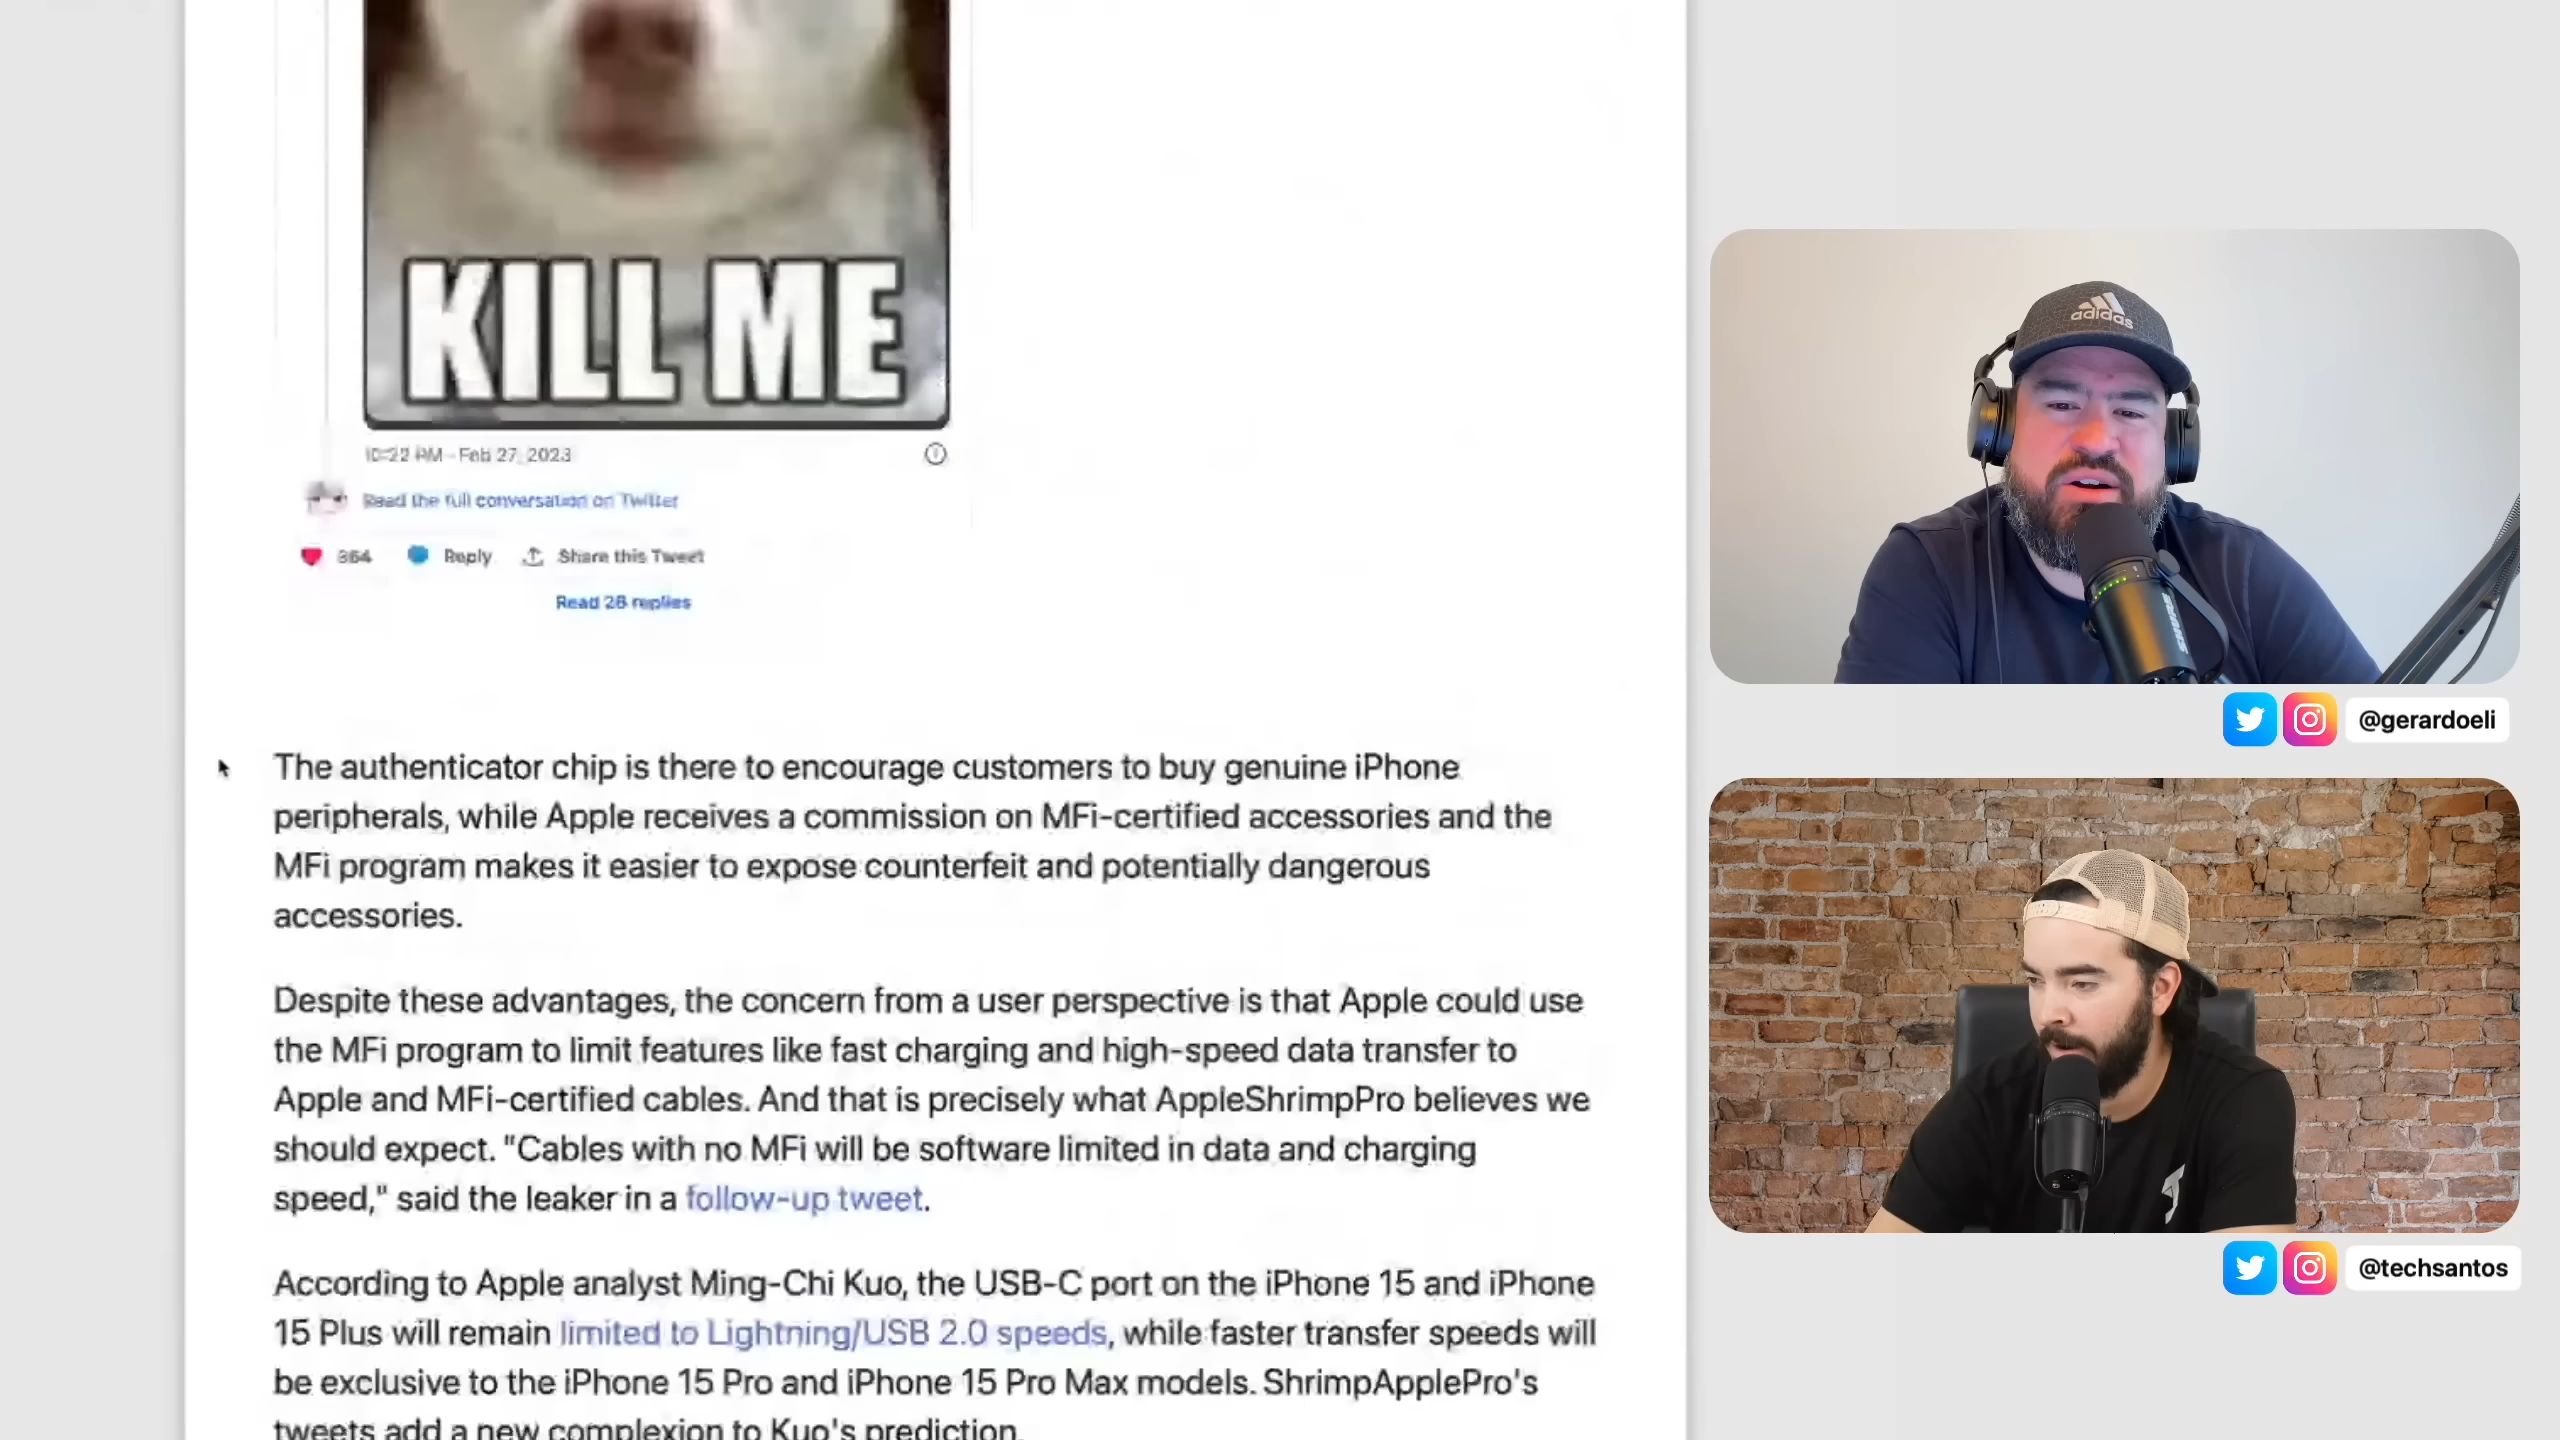 KILL ME
10:22 PM - Feb 27, 2023
Read the full conversation on Twitter
364 Reply Share this Tweet
Read 28 replies
The authenticator chip is there to encourage customers to buy genuine iPhone
peripherals, while Apple receives a commission on MFi-certified accessories and the
MFi program makes it easier to expose counterfeit and potentially dangerous
accessories.
Despite these advantages, the concern from a user perspective is that Apple could use
the MFi program to limit features like fast charging and high-speed data transfer to
Apple and MFi-certified cables. And that is precisely what AppleShrimpPro believes we
should expect. "Cables with no MFi will be software limited in data and charging
speed," said the leaker in a follow-up tweet.
According to Apple analyst Ming-Chi Kuo, the USB-C port on the iPhone 15 and iPhone
15 Plus will remain limited to Lightning/USB 2.0 speeds, while faster transfer speeds will
be exclusive to the iPhone 15 Pro and iPhone 15 Pro Max models. ShrimpApplePro's
tweets add a new complexion to Kuo's prediction.
adidas
SHURE
@gerardoeli
@techsantos